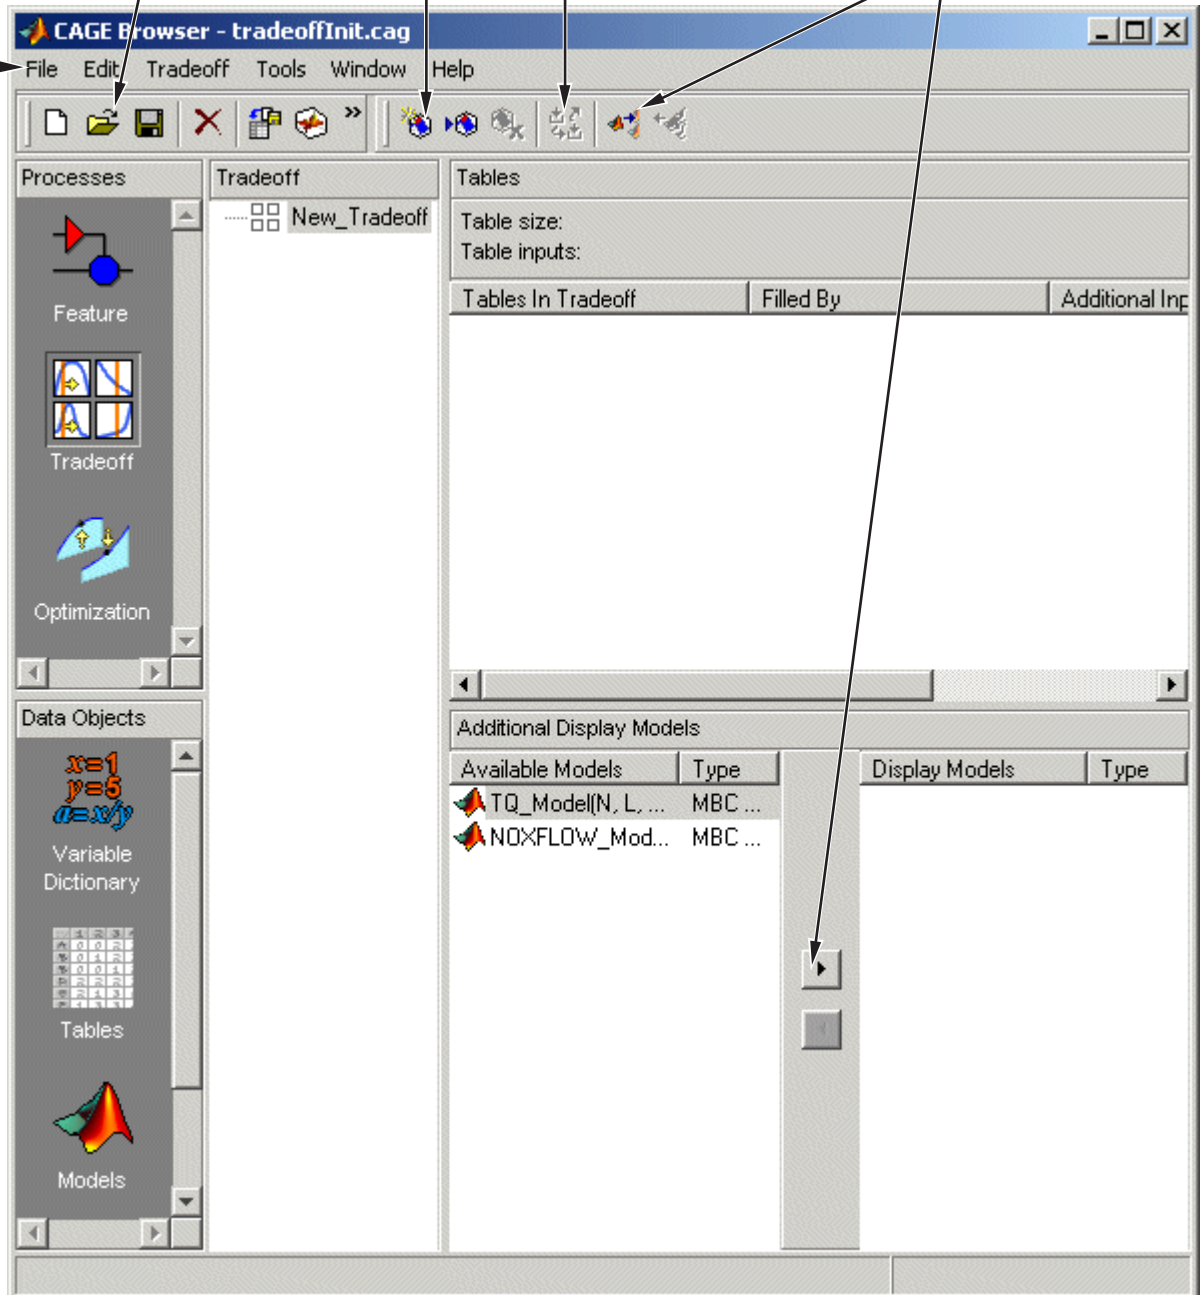 CAGE Browser - tradeoffInit.cag
File Edit Tradeoff Tools Window Help
»
Processes
Feature
Tradeoff
Optimization
Data Objects
x=1
y=5
a=x/y
Variable
Dictionary
Tables
Models
Tradeoff
New_Tradeoff
Tables
Table size:
Table inputs:
Tables In Tradeoff Filled By Additional Inp
Additional Display Models
Available Models Type
TQ_Model(N, L, ... MBC ...
NOXFLOW_Mod... MBC ...
Display Models Type